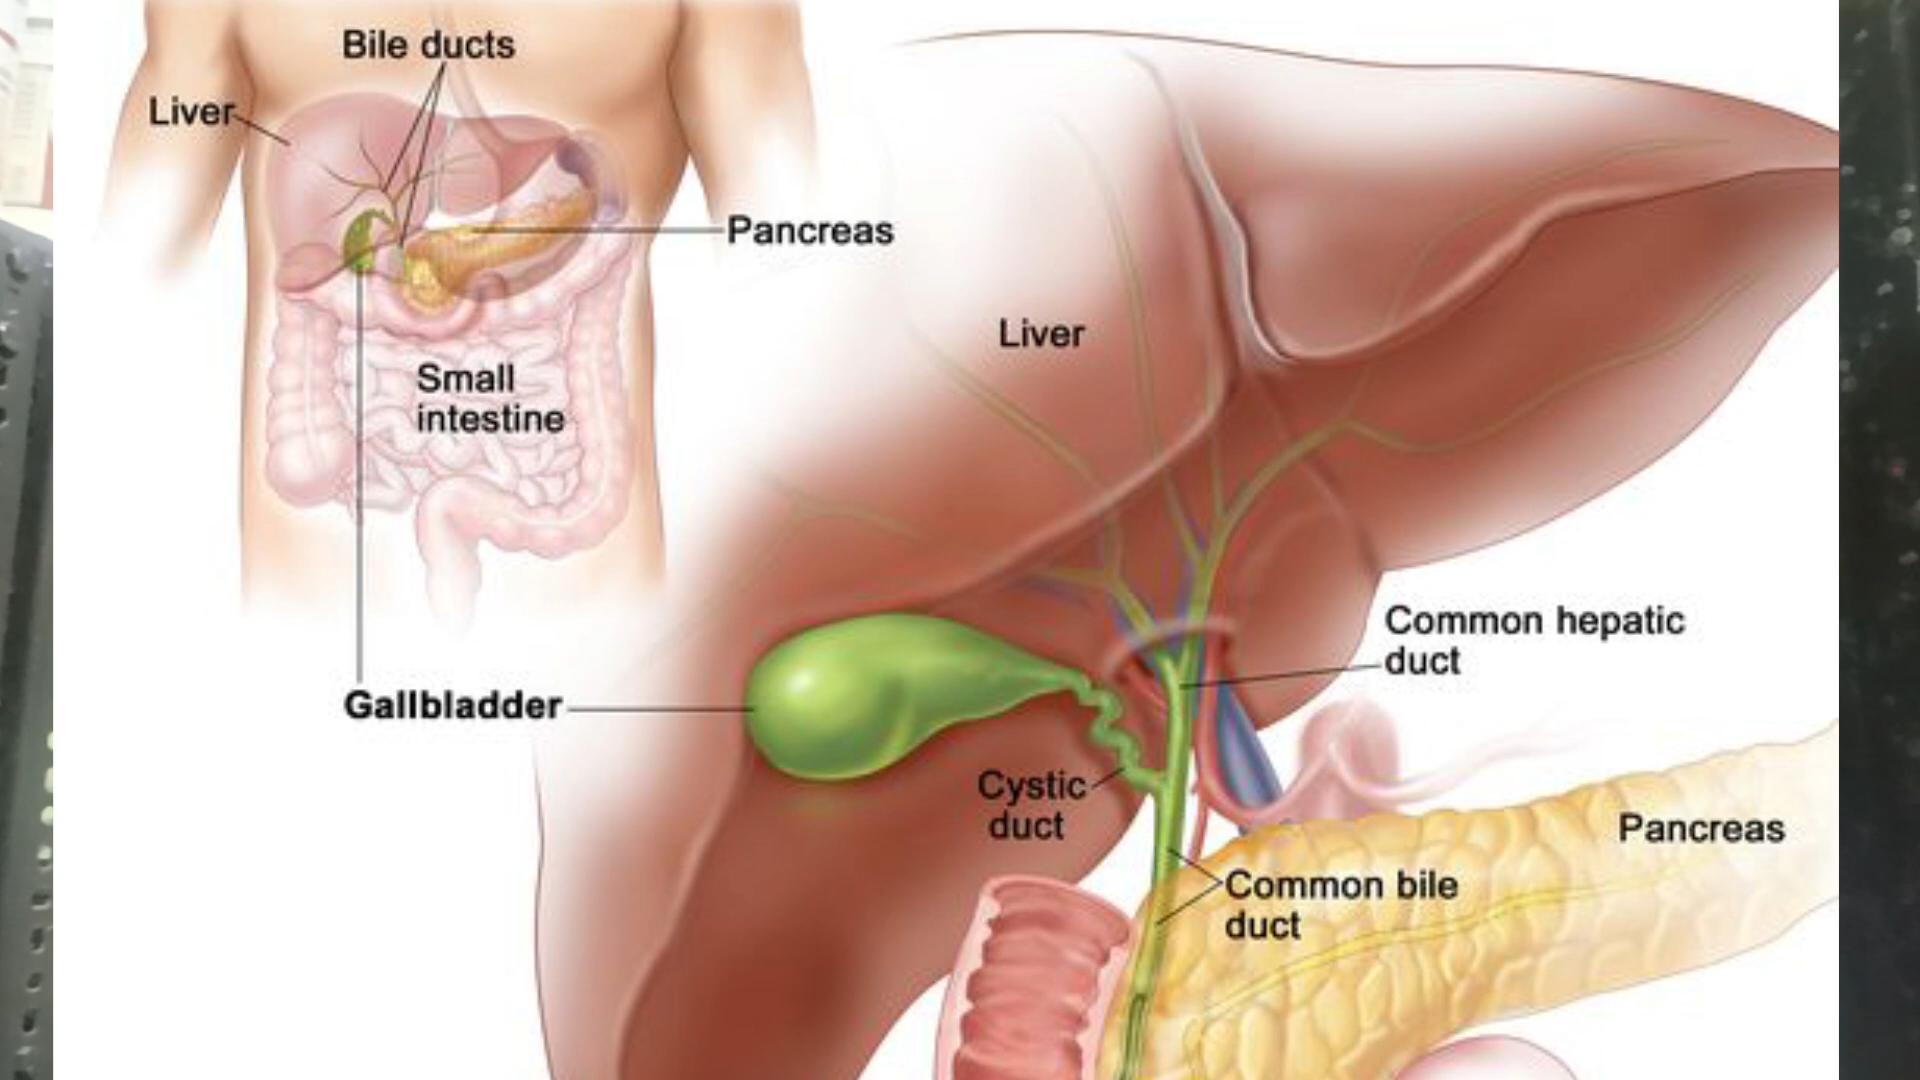 Bile ducts
Liver
Pancreas
Small
intestine
Gallbladder
Liver
Common hepatic
duct
Cystic
duct
Pancreas
Common bile
duct